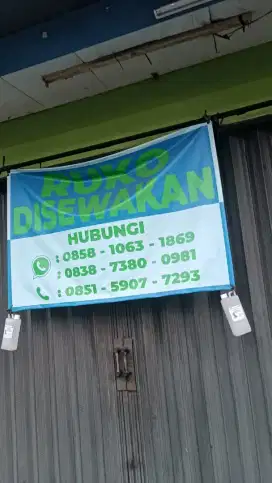 RUKO
DISEWAKAN
HUBUNGI
: 0858 - 1063 - 1869
: 0838 - 7380 - 0981
: 0851 - 5907 - 7293